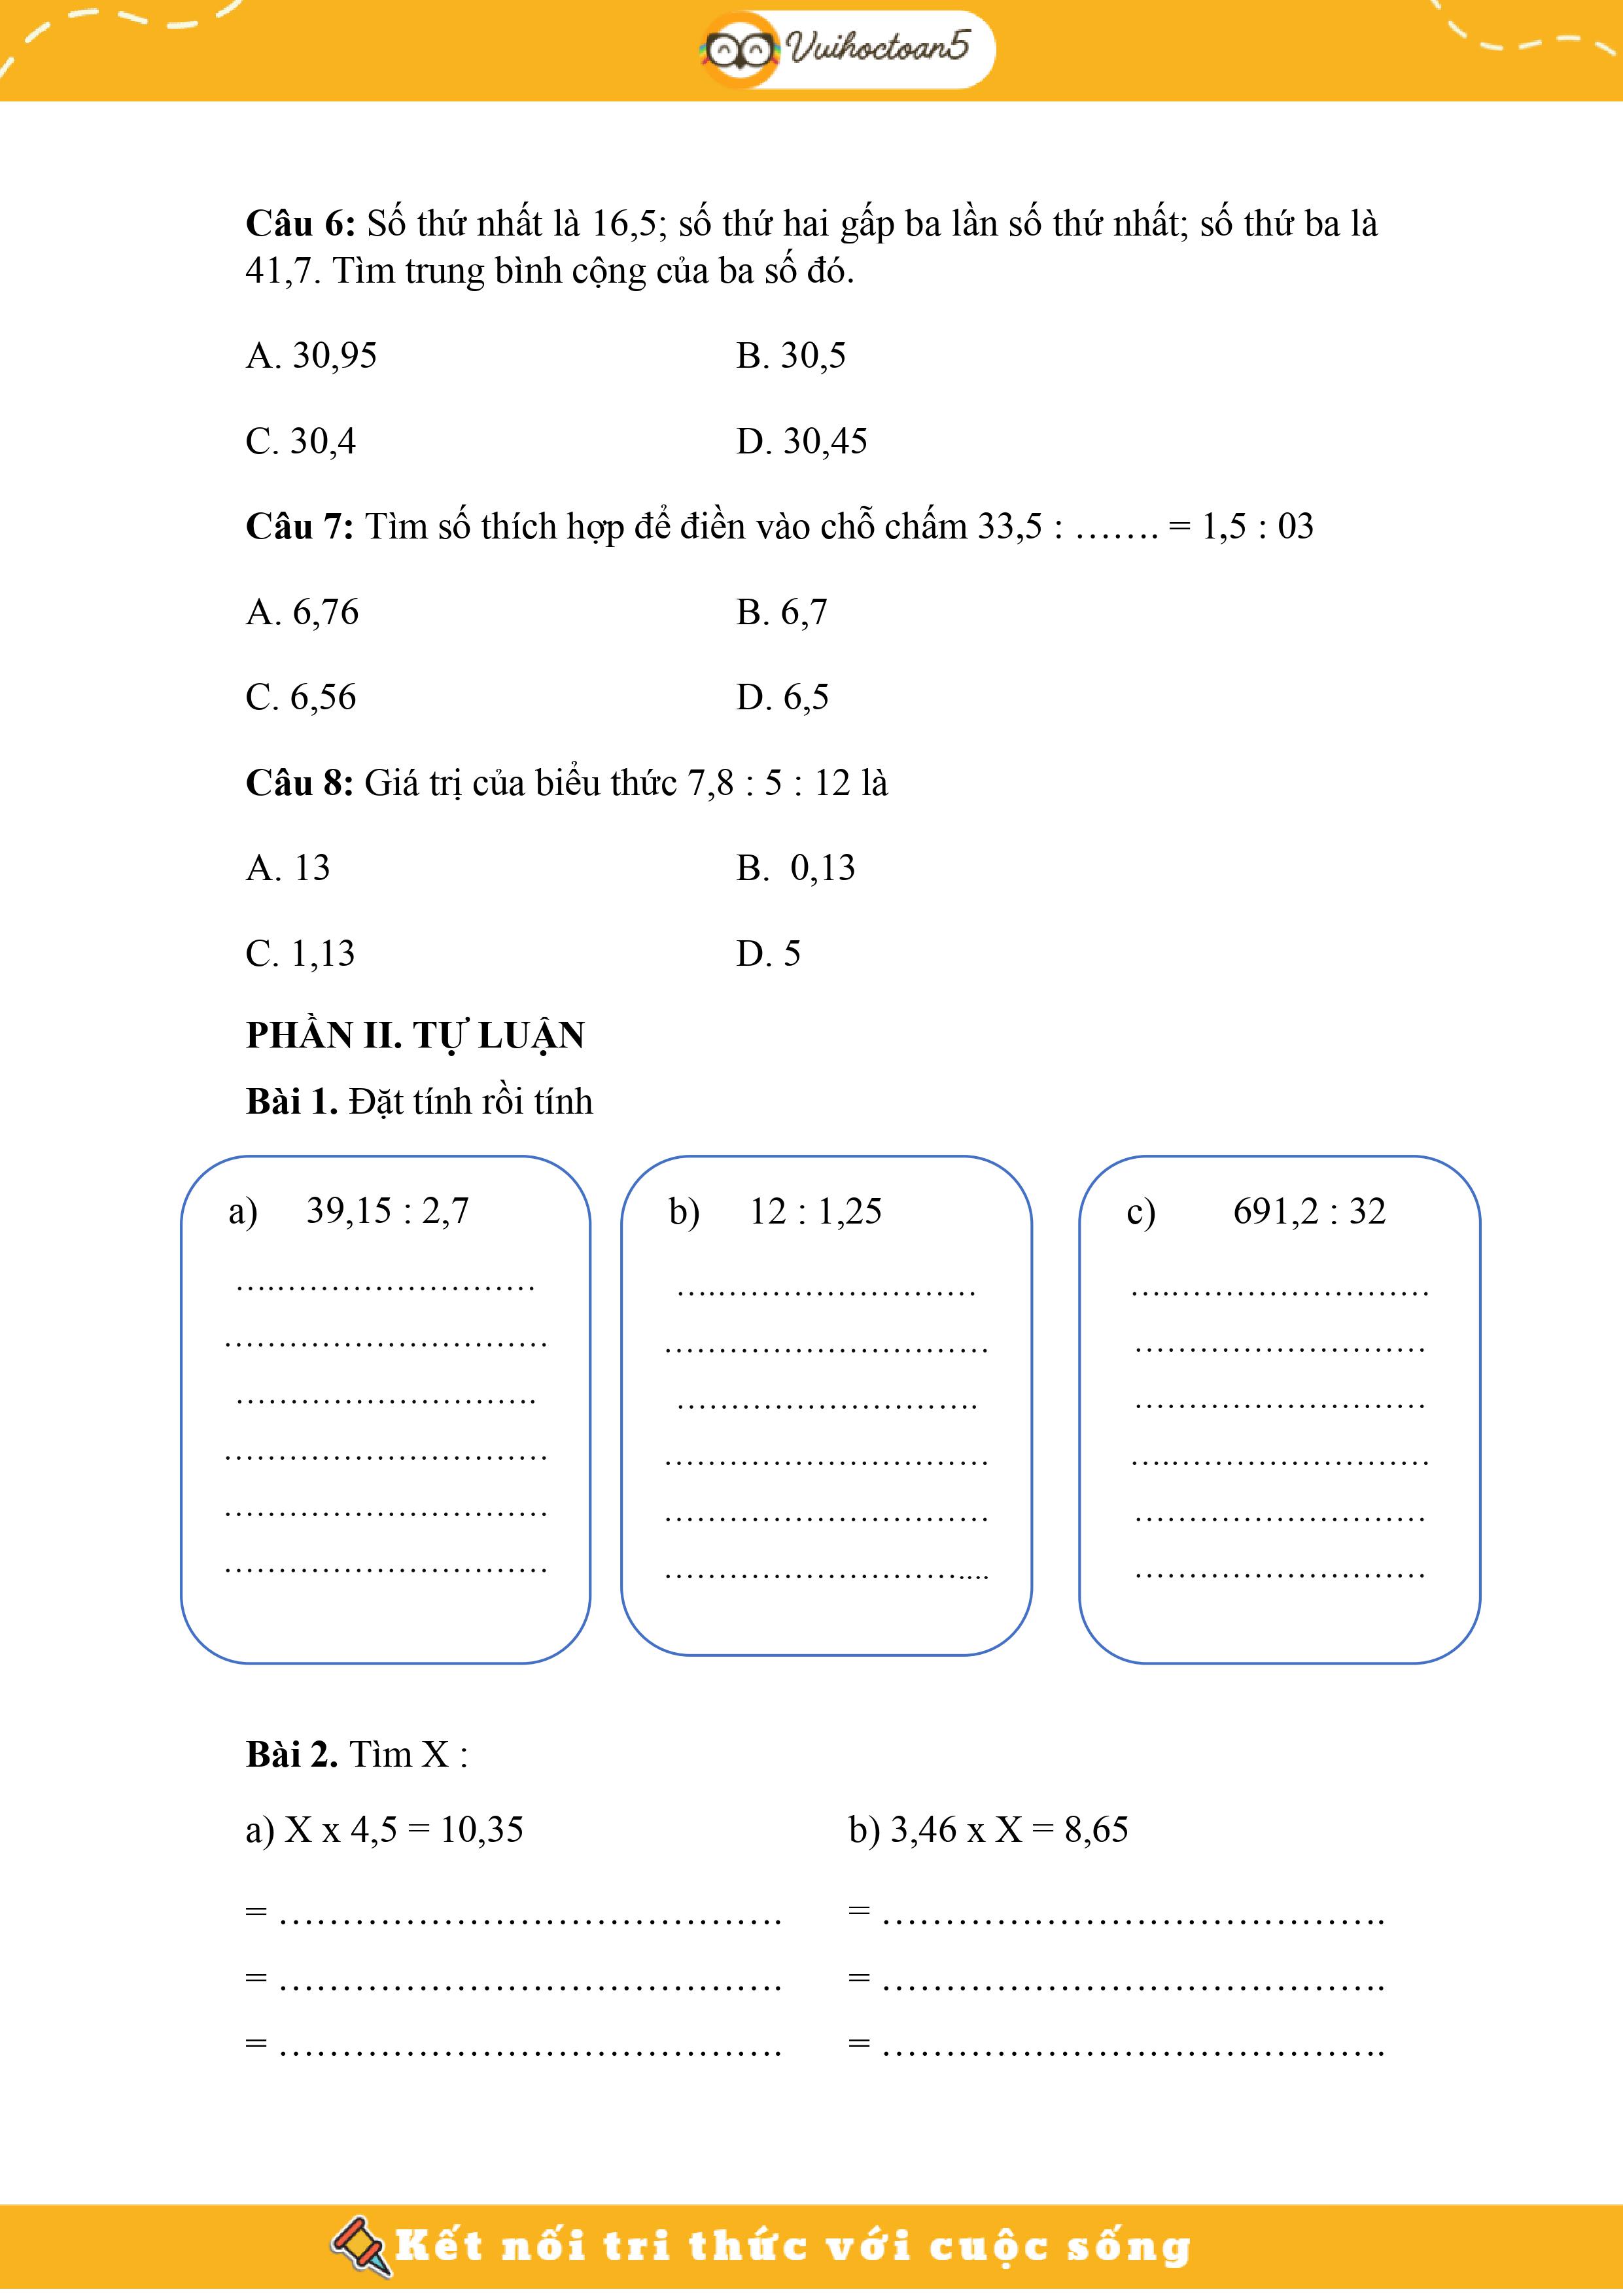 Vuihoctoan5
Câu 6: Số thứ nhất là 16,5; số thứ hai gấp ba lần số thứ nhất; số thứ ba là
41,7. Tìm trung bình cộng của ba số đó.
A. 30,95 B. 30,5
C. 30,4 D. 30,45
Câu 7: Tìm số thích hợp để điền vào chỗ chấm 33,5 : ……. = 1,5 : 03
A. 6,76 B. 6,7
C. 6,56 D. 6,5
Câu 8: Giá trị của biểu thức 7,8 : 5 : 12 là
A. 13 B. 0,13
C. 1,13 D. 5
PHẦN II. TỰ LUẬN
Bài 1. Đặt tính rồi tính
a) 39,15 : 2,7 b) 12 : 1,25 c) 691,2 : 32
………………………… ………………………… …………………………
………………………… ………………………… …………………………
………………………… ………………………… …………………………
………………………… ………………………… …………………………
………………………… ………………………… …………………………
………………………… ……………………….... …………………………
Bài 2. Tìm X :
a) X x 4,5 = 10,35 b) 3,46 x X = 8,65
= …………………………………. = ………………………………….
= …………………………………. = ………………………………….
= …………………………………. = ………………………………….
Kết nối tri thức với cuộc sống